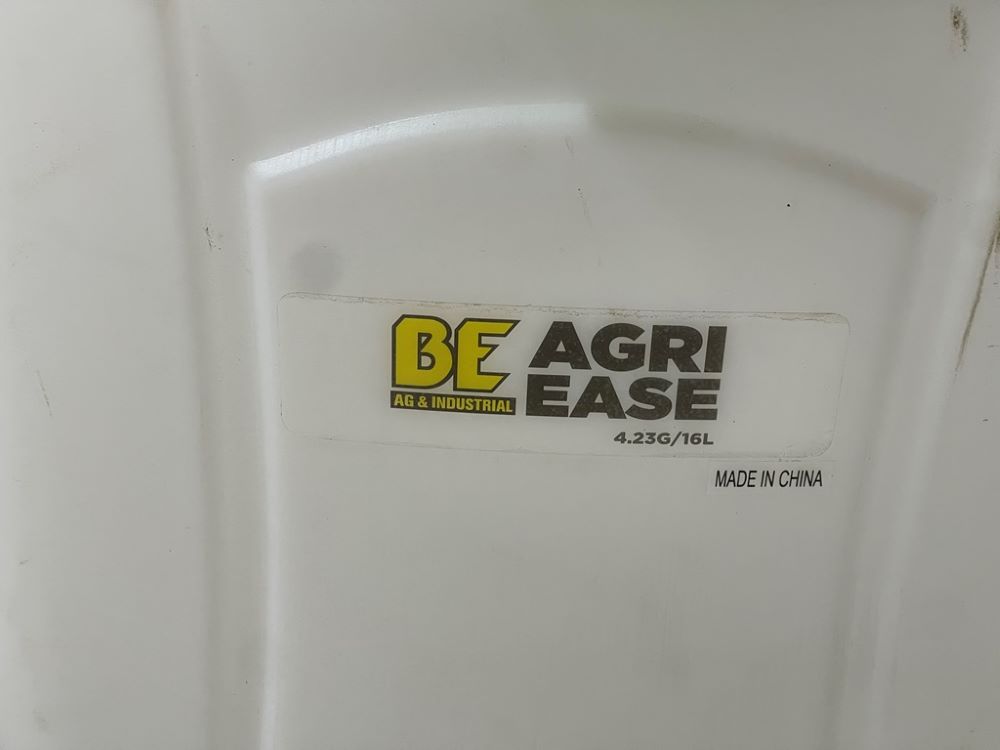 BE AGRI
AG & INDUSTRIAL EASE
4.23G/16L
MADE IN CHINA